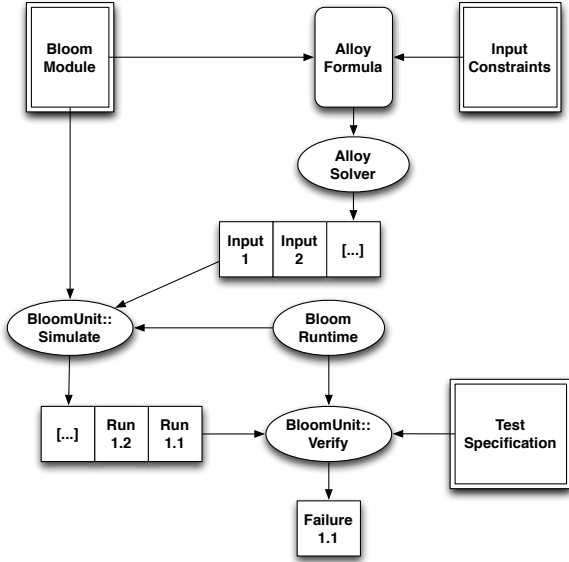 Bloom
Module
Alloy
Formula
Input
Constraints
Alloy
Solver
Input
1
Input
2
[...]
BloomUnit::
Simulate
Bloom
Runtime
[...]
Run
1.2
Run
1.1
BloomUnit::
Verify
Test
Specification
Failure
1.1